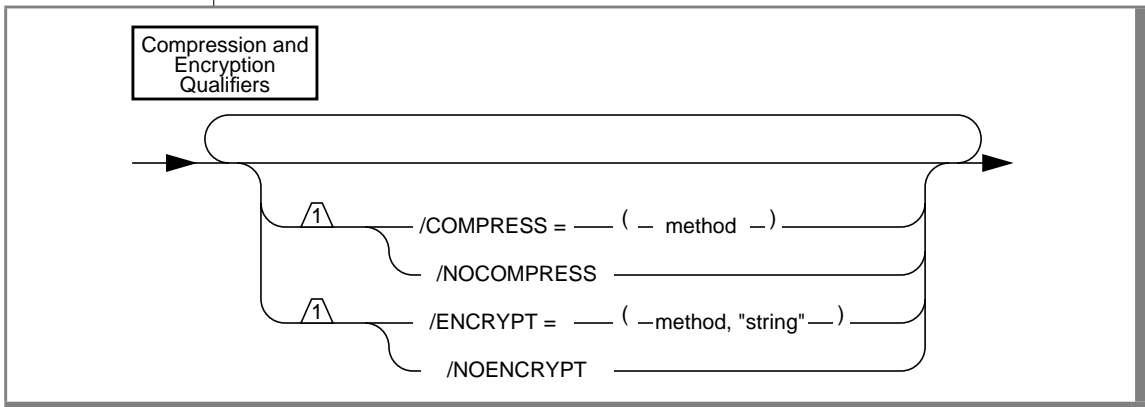 Compression and
Encryption
Qualifiers
1 /COMPRESS = ( method )
/NOCOMPRESS
1 /ENCRYPT = ( method, "string" )
/NOENCRYPT